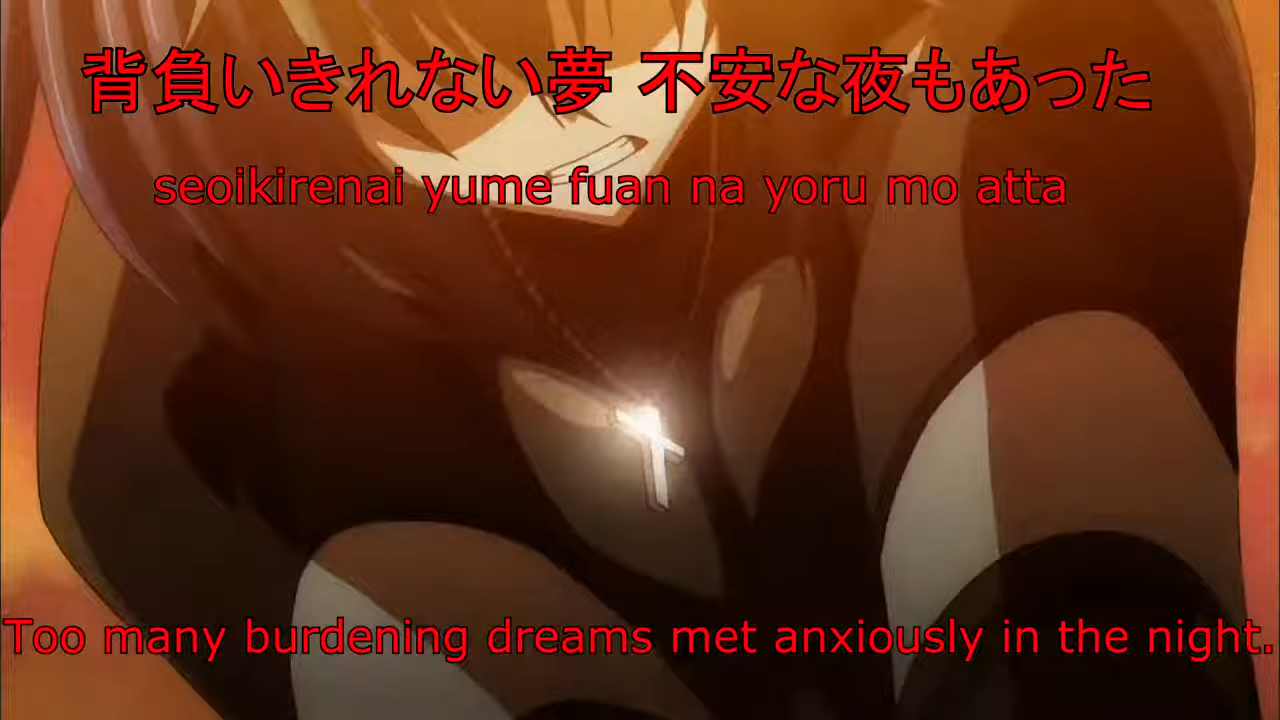 背負いきれない夢 不安な夜もあった
seoikirenai yume fuan na yoru mo atta
Too many burdening dreams met anxiously in the night.